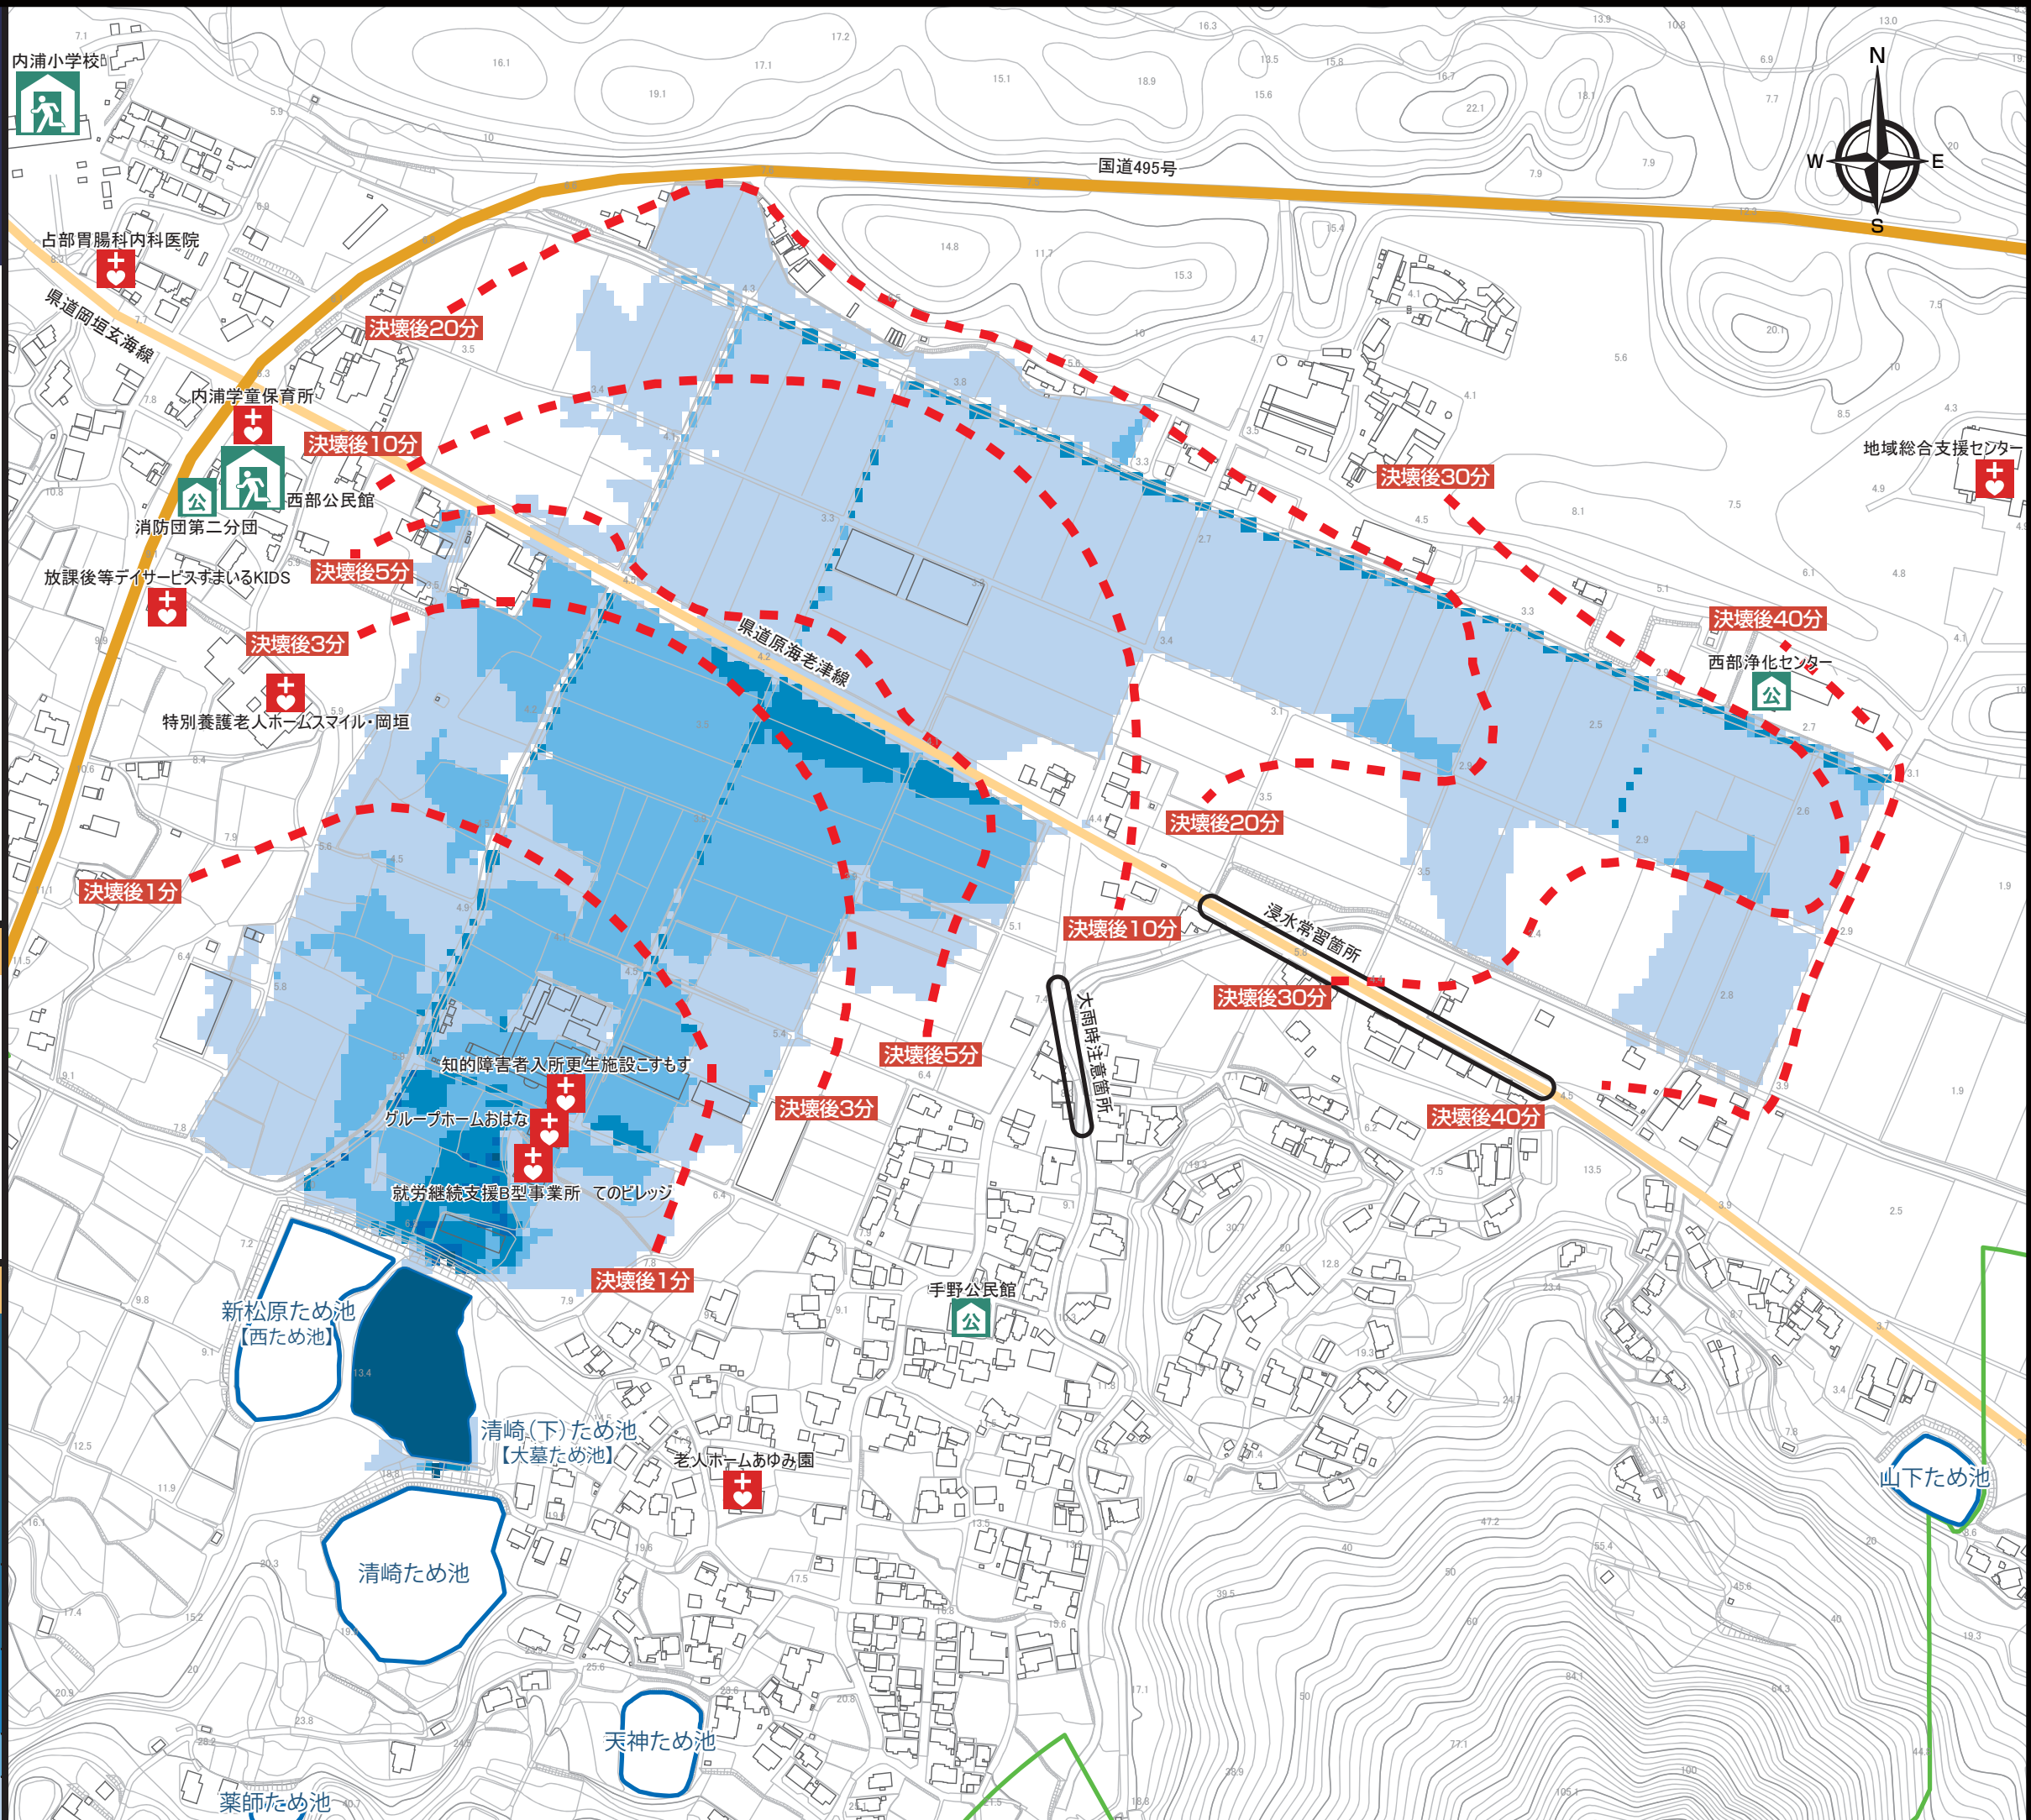 N
W
E
S
内浦小学校
国道495号
占部胃腸科内科医院
県道岡垣玄海線
決壊後20分
内浦学童保育所
決壊後10分
地域総合支援センター
決壊後30分
西部公民館
公
消防団第二分団
決壊後5分
放課後等デイサービスすまいるKIDS
決壊後3分
決壊後40分
県道原海老津線
西部浄化センター
公
特別養護老人ホームスマイル・岡垣
決壊後20分
決壊後1分
決壊後10分
浸水常習箇所
決壊後30分
大雨時注意箇所
決壊後5分
知的障害者入所更生施設こすもす
決壊後3分
グループホームおはな
決壊後40分
就労継続支援B型事業所 てのビレッジ
決壊後1分
手野公民館
公
新松原ため池
【西ため池】
清崎(下)ため池
【大墓ため池】
老人ホームあゆみ園
山下ため池
清崎ため池
天神ため池
薬師ため池